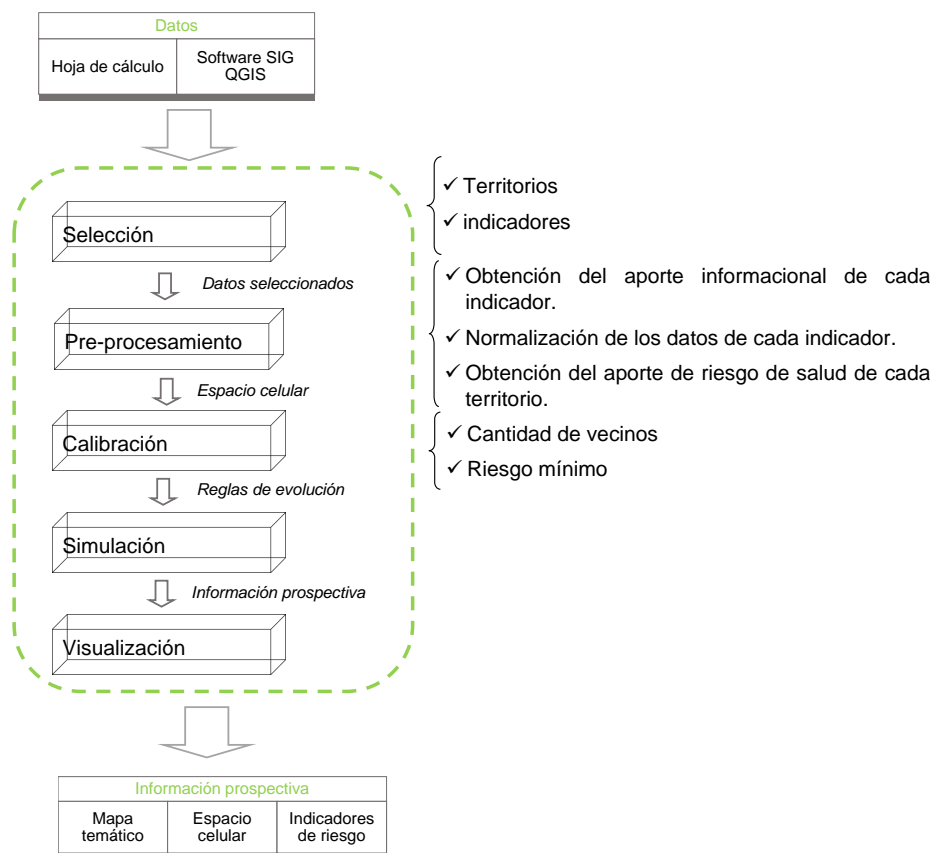 Datos
Hoja de cálculo
Software SIG
QGIS
Selección
✓ Territorios
✓ indicadores
Datos seleccionados
Pre-procesamiento
✓ Obtención del aporte informacional de cada
indicador.
✓ Normalización de los datos de cada indicador.
✓ Obtención del aporte de riesgo de salud de cada
territorio.
Espacio celular
Calibración
✓ Cantidad de vecinos
✓ Riesgo mínimo
Reglas de evolución
Simulación
Información prospectiva
Visualización
Información prospectiva
Mapa
temático
Espacio
celular
Indicadores
de riesgo